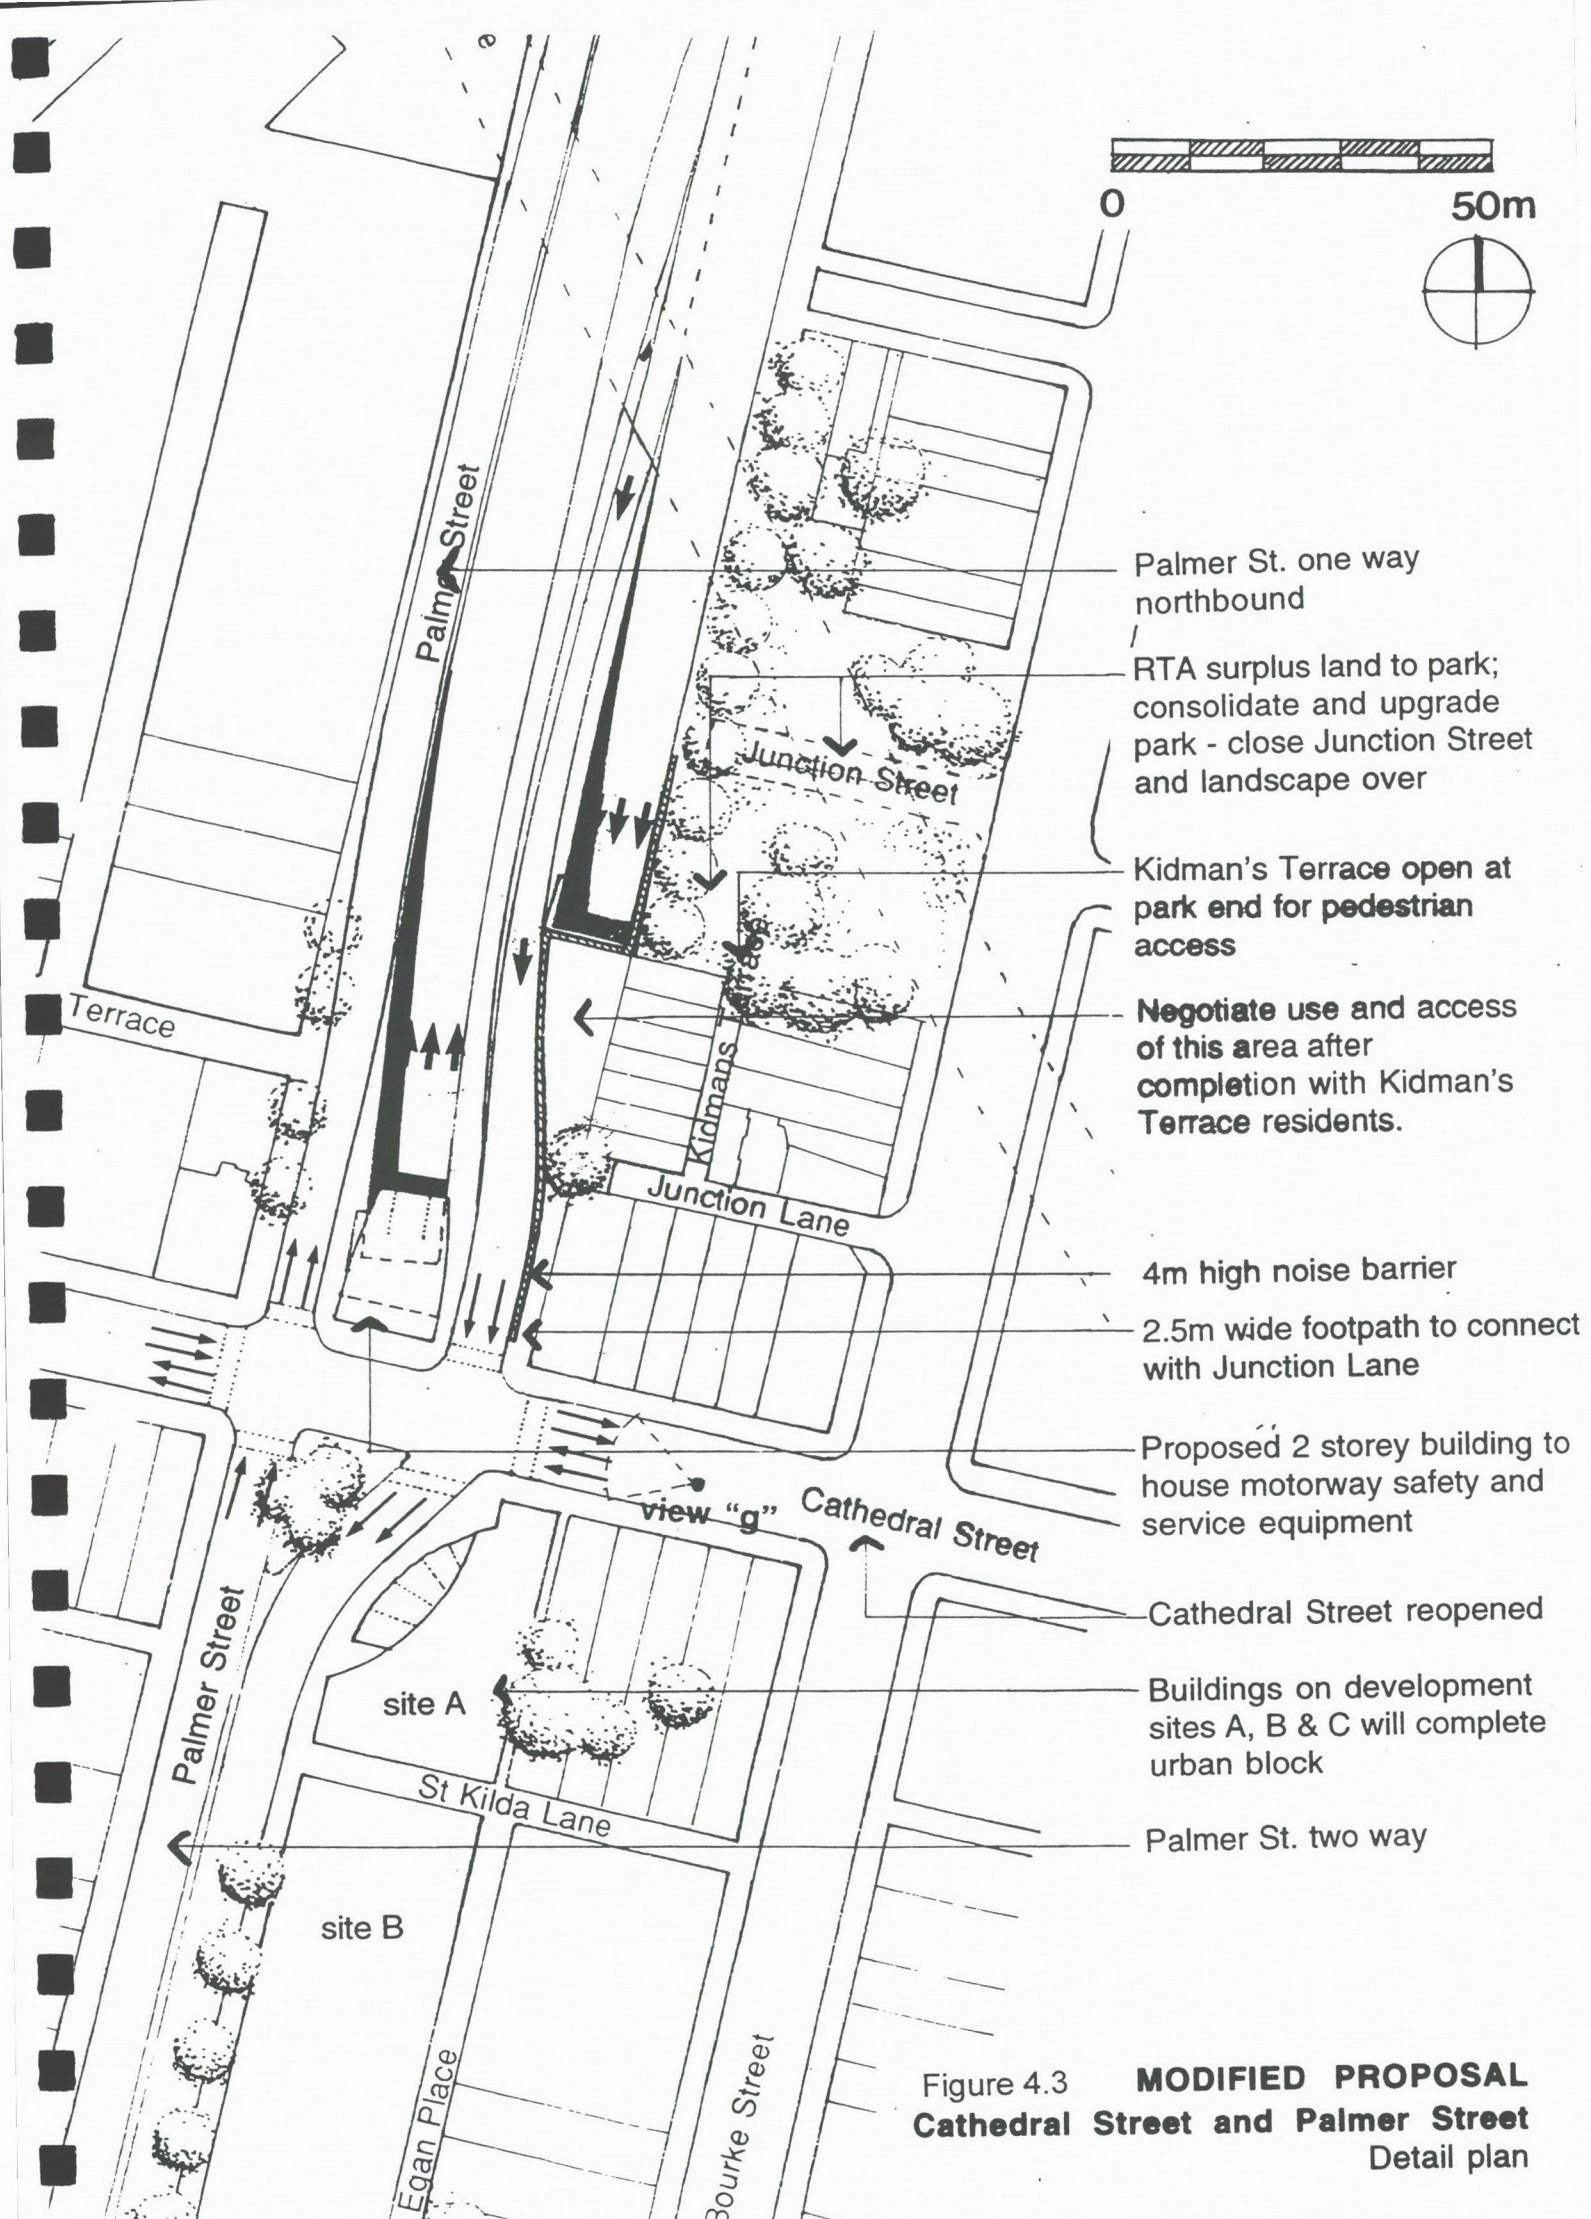 e
0
50m
Palmer Street
Palmer St. one way
northbound
RTA surplus land to park;
consolidate and upgrade
park - close Junction Street
and landscape over
Junction Street
Kidman's Terrace open at
park end for pedestrian
access
Terrace
Kidmans Terrace
Negotiate use and access
of this area after
completion with Kidman's
Terrace residents.
Junction Lane
4m high noise barrier
2.5m wide footpath to connect
with Junction Lane
Proposed 2 storey building to
house motorway safety and
service equipment
view "g"
Cathedral Street
Cathedral Street reopened
Palmer Street
site A
Buildings on development
sites A, B & C will complete
urban block
St Kilda Lane
Palmer St. two way
site B
Egan Place
Bourke Street
Figure 4.3 MODIFIED PROPOSAL
Cathedral Street and Palmer Street
Detail plan